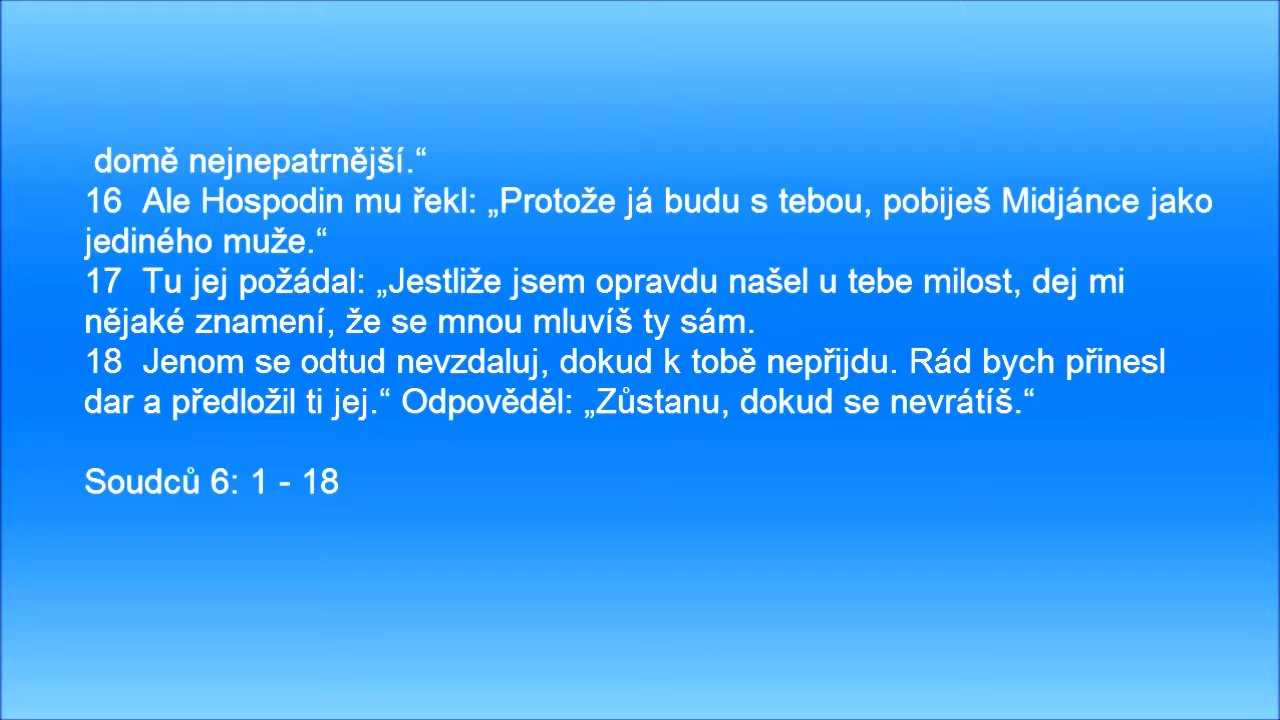 domě nejnepatrnější.“
16  Ale Hospodin mu řekl: „Protože já budu s tebou, pobiješ Midjánce jako
jediného muže.“
17  Tu jej požádal: „Jestliže jsem opravdu našel u tebe milost, dej mi
nějaké znamení, že se mnou mluvíš ty sám.
18  Jenom se odtud nevzdaluj, dokud k tobě nepřijdu. Rád bych přinesl
dar a předložil ti jej.“ Odpověděl: „Zůstanu, dokud se nevrátíš.“
Soudců 6: 1 - 18